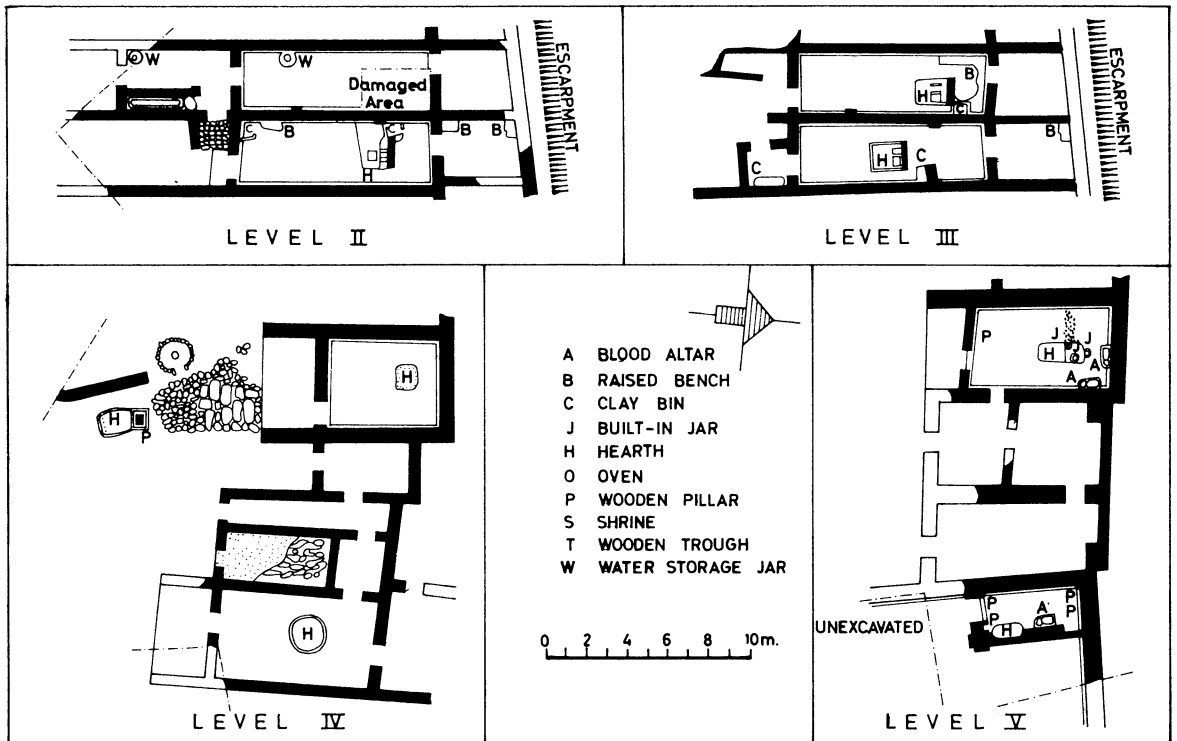 W
W
Damaged
Area
C
B
C
B
B
H
ESCARPMENT
LEVEL II
B
H
C
B
H
C
C
ESCARPMENT
LEVEL III
H
H
P
H
LEVEL IV
A BLOOD ALTAR
B RAISED BENCH
C CLAY BIN
J BUILT-IN JAR
H HEARTH
O OVEN
P WOODEN PILLAR
S SHRINE
T WOODEN TROUGH
W WATER STORAGE JAR
0 2 4 6 8 10 m.
P
J
J
H
J
A
A
P
P
P
P
A
H
UNEXCAVATED
LEVEL V